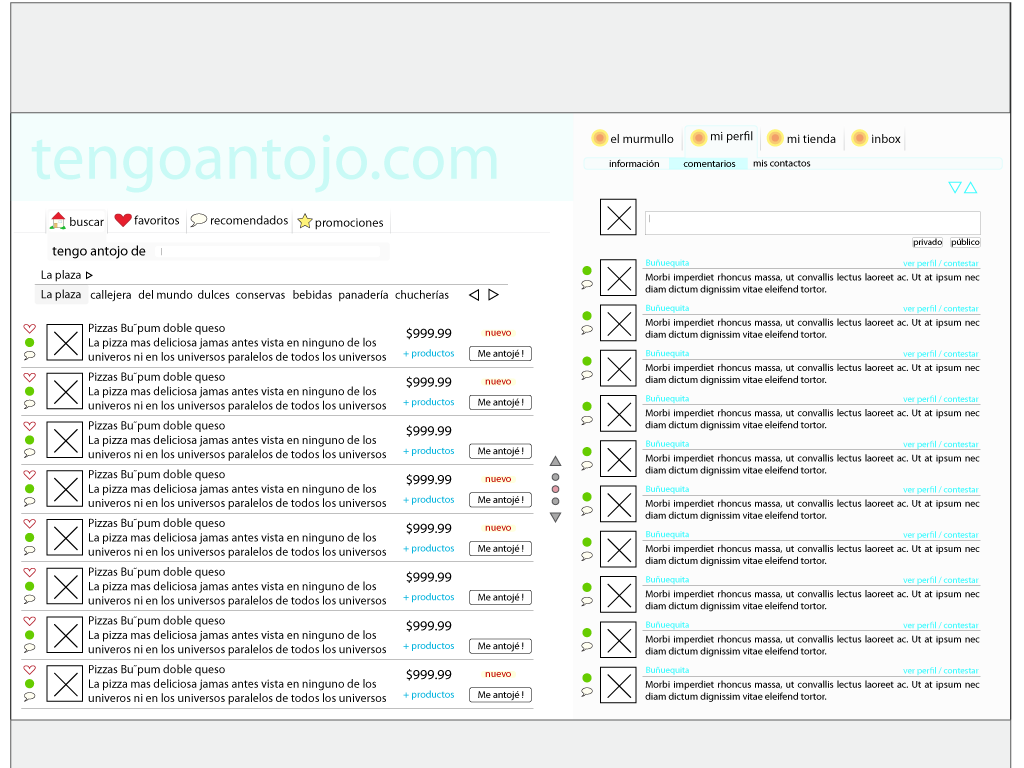 tengoantojo.com
buscar favoritos recomendados promociones
tengo antojo de
La plaza
La plaza callejera del mundo dulces conservas bebidas panadería chucherías
Pizzas Bu¨pum doble queso
$999.99 nuevo
La pizza mas deliciosa jamas antes vista en ninguno de los
univeros ni en los universos paralelos de todos los universos
+ productos Me antojé !
Pizzas Bu¨pum doble queso
$999.99 nuevo
La pizza mas deliciosa jamas antes vista en ninguno de los
univeros ni en los universos paralelos de todos los universos
+ productos Me antojé !
Pizzas Bu¨pum doble queso
$999.99
La pizza mas deliciosa jamas antes vista en ninguno de los
univeros ni en los universos paralelos de todos los universos
+ productos Me antojé !
Pizzas Bu¨pum doble queso
$999.99 nuevo
La pizza mas deliciosa jamas antes vista en ninguno de los
univeros ni en los universos paralelos de todos los universos
+ productos Me antojé !
Pizzas Bu¨pum doble queso
$999.99 nuevo
La pizza mas deliciosa jamas antes vista en ninguno de los
univeros ni en los universos paralelos de todos los universos
+ productos Me antojé !
Pizzas Bu¨pum doble queso
$999.99
La pizza mas deliciosa jamas antes vista en ninguno de los
univeros ni en los universos paralelos de todos los universos
+ productos Me antojé !
Pizzas Bu¨pum doble queso
$999.99
La pizza mas deliciosa jamas antes vista en ninguno de los
univeros ni en los universos paralelos de todos los universos
+ productos Me antojé !
Pizzas Bu¨pum doble queso
$999.99 nuevo
La pizza mas deliciosa jamas antes vista en ninguno de los
univeros ni en los universos paralelos de todos los universos
+ productos Me antojé !
el murmullo mi perfil mi tienda inbox
información comentarios mis contactos
privado público
Buñuequita ver perfil / contestar
Morbi imperdiet rhoncus massa, ut convallis lectus laoreet ac. Ut at ipsum nec
diam dictum dignissim vitae eleifend tortor.
Buñuequita ver perfil / contestar
Morbi imperdiet rhoncus massa, ut convallis lectus laoreet ac. Ut at ipsum nec
diam dictum dignissim vitae eleifend tortor.
Buñuequita ver perfil / contestar
Morbi imperdiet rhoncus massa, ut convallis lectus laoreet ac. Ut at ipsum nec
diam dictum dignissim vitae eleifend tortor.
Buñuequita ver perfil / contestar
Morbi imperdiet rhoncus massa, ut convallis lectus laoreet ac. Ut at ipsum nec
diam dictum dignissim vitae eleifend tortor.
Buñuequita ver perfil / contestar
Morbi imperdiet rhoncus massa, ut convallis lectus laoreet ac. Ut at ipsum nec
diam dictum dignissim vitae eleifend tortor.
Buñuequita ver perfil / contestar
Morbi imperdiet rhoncus massa, ut convallis lectus laoreet ac. Ut at ipsum nec
diam dictum dignissim vitae eleifend tortor.
Buñuequita ver perfil / contestar
Morbi imperdiet rhoncus massa, ut convallis lectus laoreet ac. Ut at ipsum nec
diam dictum dignissim vitae eleifend tortor.
Buñuequita ver perfil / contestar
Morbi imperdiet rhoncus massa, ut convallis lectus laoreet ac. Ut at ipsum nec
diam dictum dignissim vitae eleifend tortor.
Buñuequita ver perfil / contestar
Morbi imperdiet rhoncus massa, ut convallis lectus laoreet ac. Ut at ipsum nec
diam dictum dignissim vitae eleifend tortor.
Buñuequita ver perfil / contestar
Morbi imperdiet rhoncus massa, ut convallis lectus laoreet ac. Ut at ipsum nec
diam dictum dignissim vitae eleifend tortor.